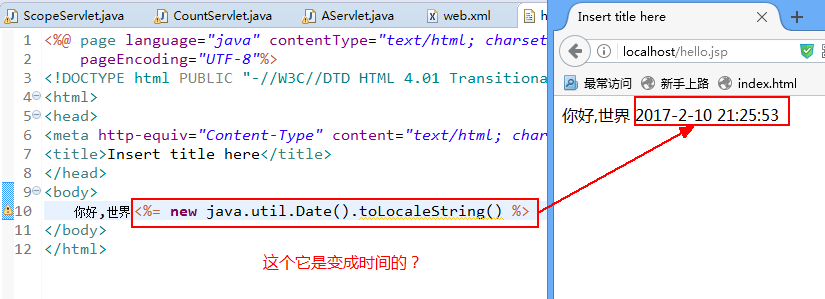 ScopeServlet.java CountServlet.java AServlet.java web.xml h
1 <%@ page language="java" contentType="text/html; charset
2 pageEncoding="UTF-8"%>
3 <!DOCTYPE html PUBLIC "-//W3C//DTD HTML 4.01 Transitiona
4 <html>
5 <head>
6 <meta http-equiv="Content-Type" content="text/html; charse
7 <title>Insert title here</title>
8 </head>
9 <body>
10 你好,世界<%= new java.util.Date().toLocaleString() %>
11 </body>
12 </html>
这个它是变成时间的？
Insert title here
localhost/hello.jsp
最常访问 新手上路 index.html
你好,世界 2017-2-10 21:25:53